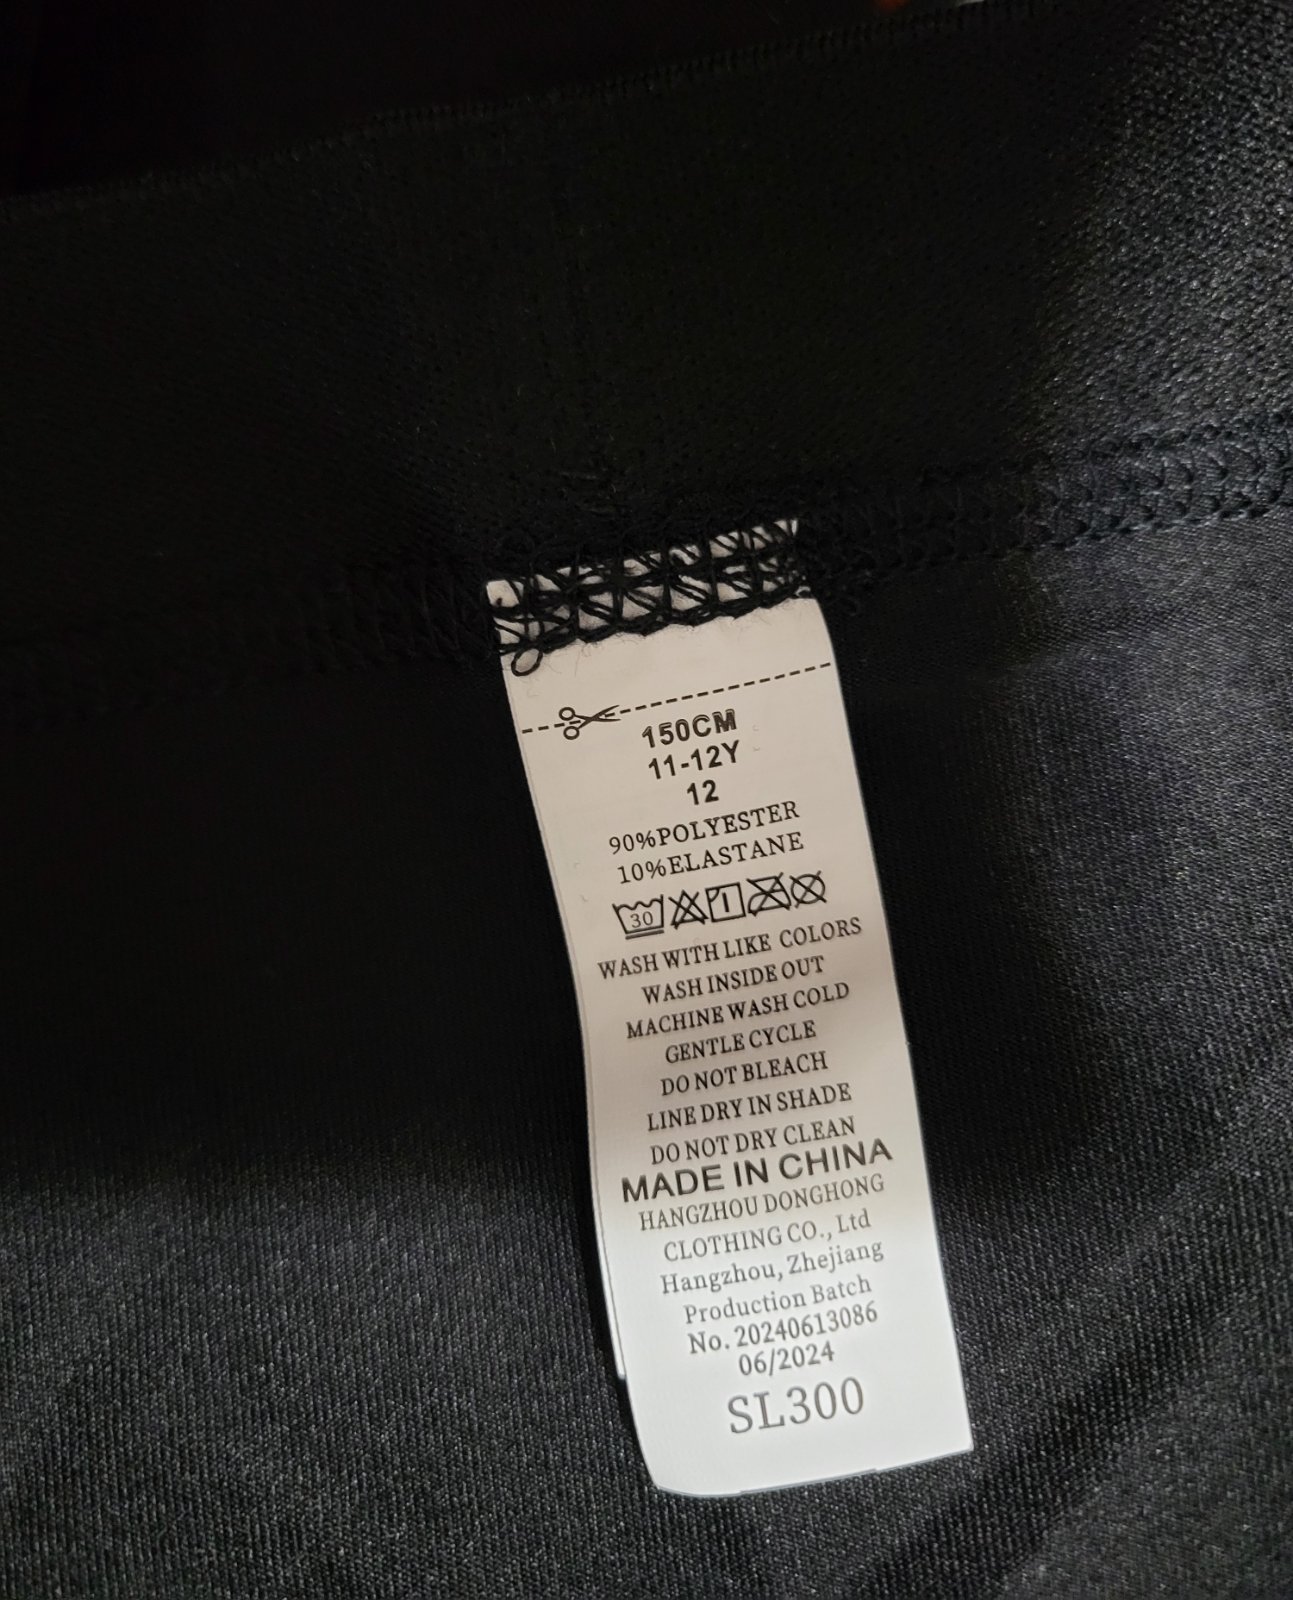 150CM
11-12Y
12
90%POLYESTER
10%ELASTANE
30
WASH WITH LIKE COLORS
WASH INSIDE OUT
MACHINE WASH COLD
GENTLE CYCLE
DO NOT BLEACH
LINE DRY IN SHADE
DO NOT DRY CLEAN
MADE IN CHINA
HANGZHOU DONGHONG
CLOTHING CO., Ltd
Hangzhou, Zhejiang
Production Batch
No. 20240613086
06/2024
SL300